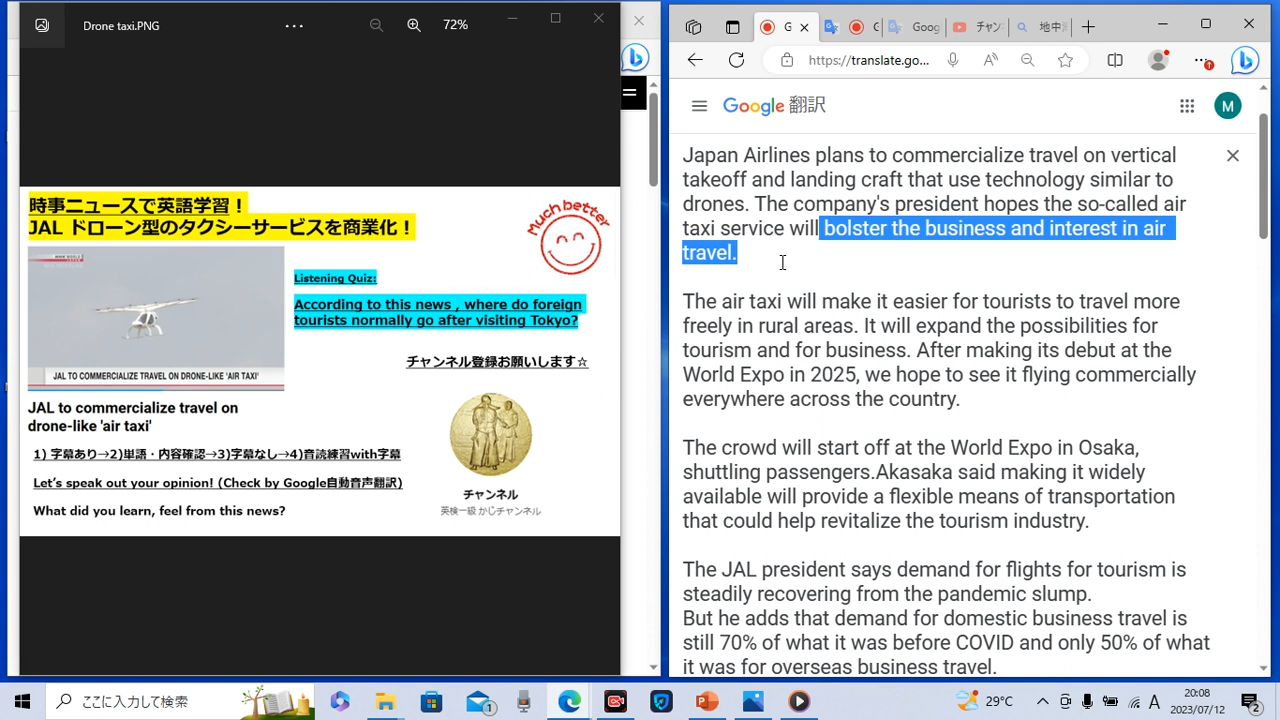 Drone taxi.PNG
72%
時事ニュースで英語学習！
JAL ドローン型のタクシーサービスを商業化！
Much better
JAPAN
JAL TO COMMERCIALIZE TRAVEL ON DRONE-LIKE 'AIR TAXI'
Listening Quiz:
According to this news , where do foreign
tourists normally go after visiting Tokyo?
チャンネル登録お願いします☆
JAL to commercialize travel on
drone-like 'air taxi'
1) 字幕あり→2)単語・内容確認→3)字幕なし→4)音読練習with字幕
Let's speak out your opinion! (Check by Google自動音声翻訳)
What did you learn, feel from this news?
チャンネル
英検一級 かじチャンネル
G
Goog
チャン
地中
https://translate.go...
Google 翻訳
M
Japan Airlines plans to commercialize travel on vertical
takeoff and landing craft that use technology similar to
drones. The company's president hopes the so-called air
taxi service will bolster the business and interest in air
travel.
The air taxi will make it easier for tourists to travel more
freely in rural areas. It will expand the possibilities for
tourism and for business. After making its debut at the
World Expo in 2025, we hope to see it flying commercially
everywhere across the country.
The crowd will start off at the World Expo in Osaka,
shuttling passengers.Akasaka said making it widely
available will provide a flexible means of transportation
that could help revitalize the tourism industry.
The JAL president says demand for flights for tourism is
steadily recovering from the pandemic slump.
But he adds that demand for domestic business travel is
still 70% of what it was before COVID and only 50% of what
it was for overseas business travel.
ここに入力して検索
1
29°C
A
20:08
2023/07/12
2